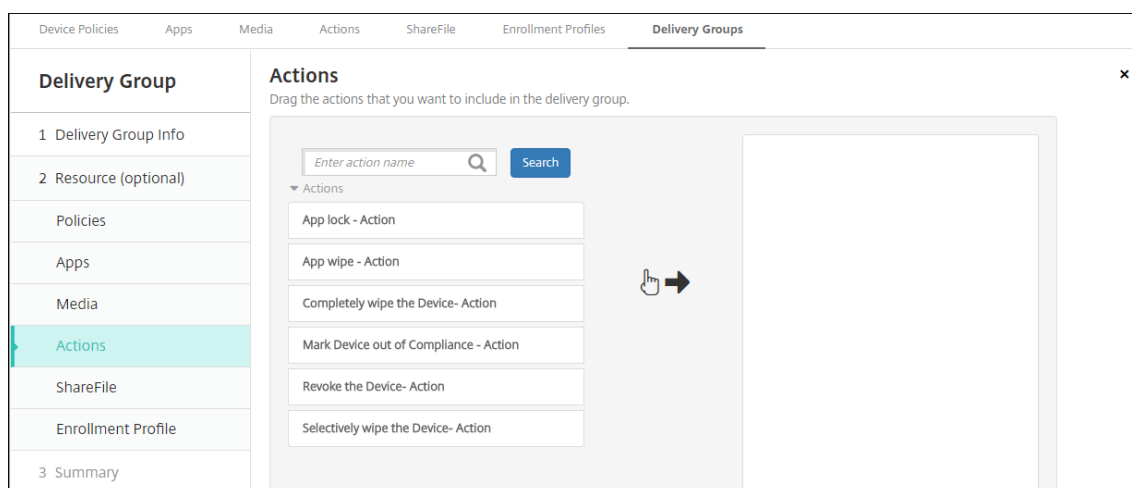 Device Policies Apps Media Actions ShareFile Enrollment Profiles Delivery Groups
Delivery Group
1 Delivery Group Info
2 Resource (optional)
Policies
Apps
Media
Actions
ShareFile
Enrollment Profile
3 Summary
Actions
Drag the actions that you want to include in the delivery group.
Enter action name Search
Actions
App lock - Action
App wipe - Action
Completely wipe the Device- Action
Mark Device out of Compliance - Action
Revoke the Device- Action
Selectively wipe the Device- Action